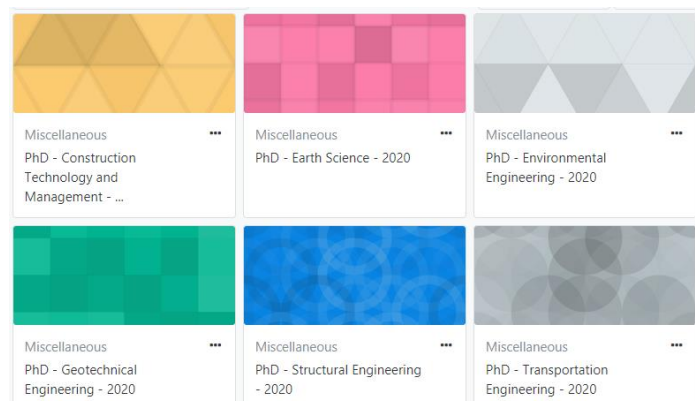 Miscellaneous
PhD - Construction
Technology and
Management - ...
Miscellaneous
PhD - Earth Science - 2020
Miscellaneous
PhD - Environmental
Engineering - 2020
Miscellaneous
PhD - Geotechnical
Engineering - 2020
Miscellaneous
PhD - Structural Engineering
- 2020
Miscellaneous
PhD - Transportation
Engineering - 2020